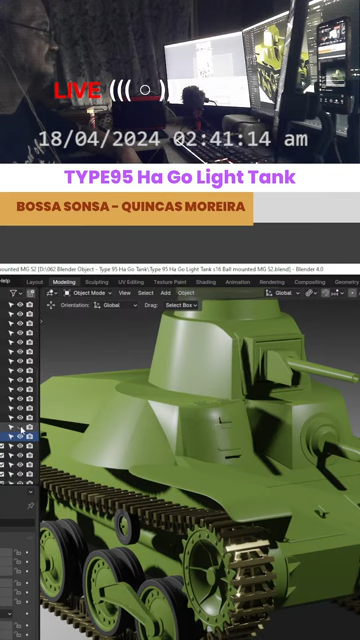 LIVE ((( ○ )
18/04/2024 02:41:14 am
TYPE95 Ha Go Light Tank
BOSSA SONSA - QUINCAS MOREIRA
mounted MG S2 [D:\062 Blender Object - Type 95 Ha Go Tank\Type 95 Ha Go Light Tank s16 Ball mounted MG S2.blend] - Blender 4.0
Help Layout Modeling Sculpting UV Editing Texture Paint Shading Animation Rendering Compositing Geometry
Object Mode View Select Add Object Global
Orientation: Global Drag: Select Box